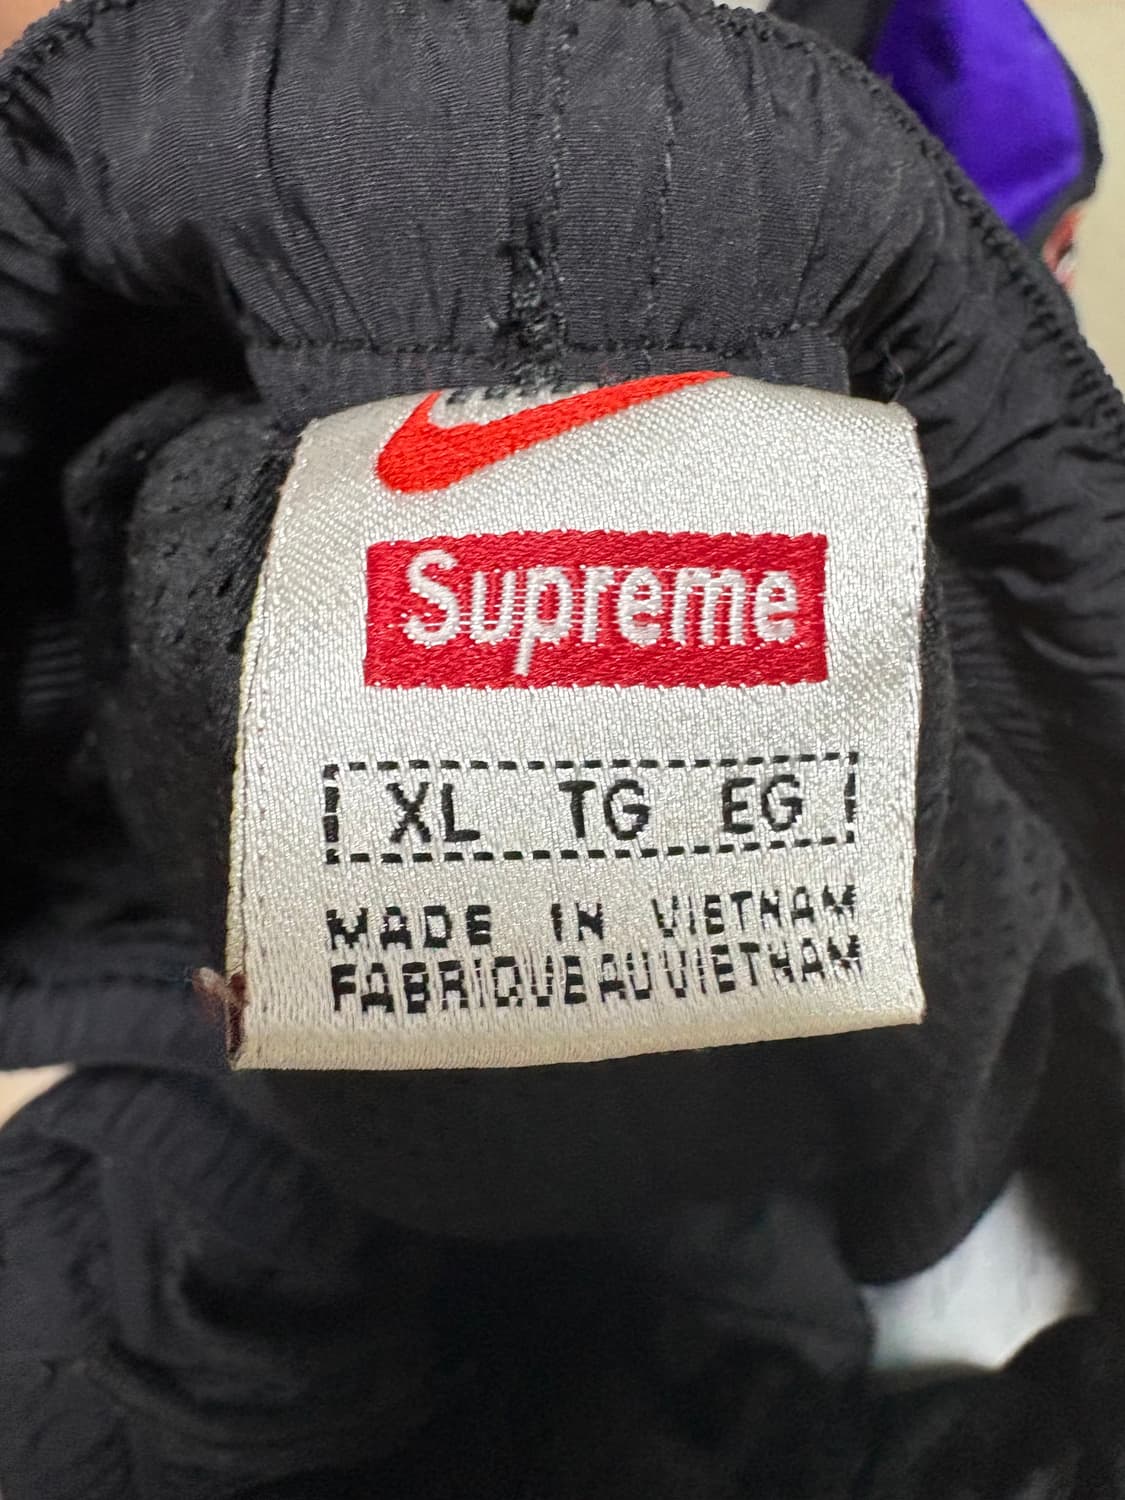 Supreme
XL TG EG
MADE IN VIETNAM
FABRIQUE AU VIETNAM